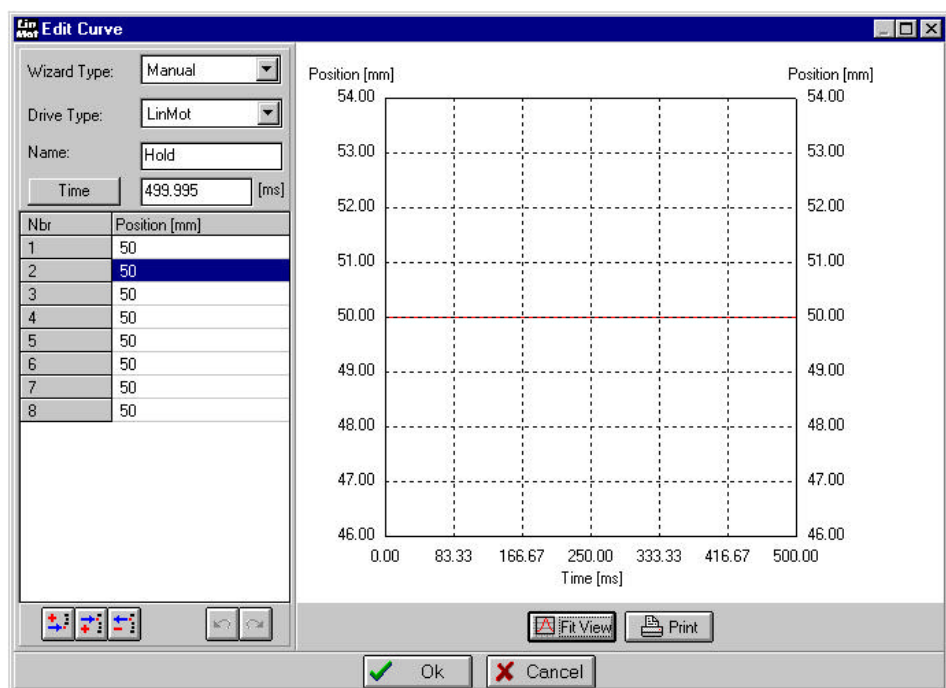 Lin Mot Edit Curve
Wizard Type: Manual
Drive Type: LinMot
Name: Hold
Time 499.995 [ms]
Nbr Position [mm]
1 50
2 50
3 50
4 50
5 50
6 50
7 50
8 50
Position [mm] Position [mm]
54.00 54.00
53.00 53.00
52.00 52.00
51.00 51.00
50.00 50.00
49.00 49.00
48.00 48.00
47.00 47.00
46.00 46.00
0.00 83.33 166.67 250.00 333.33 416.67 500.00
Time [ms]
Fit View Print
Ok Cancel